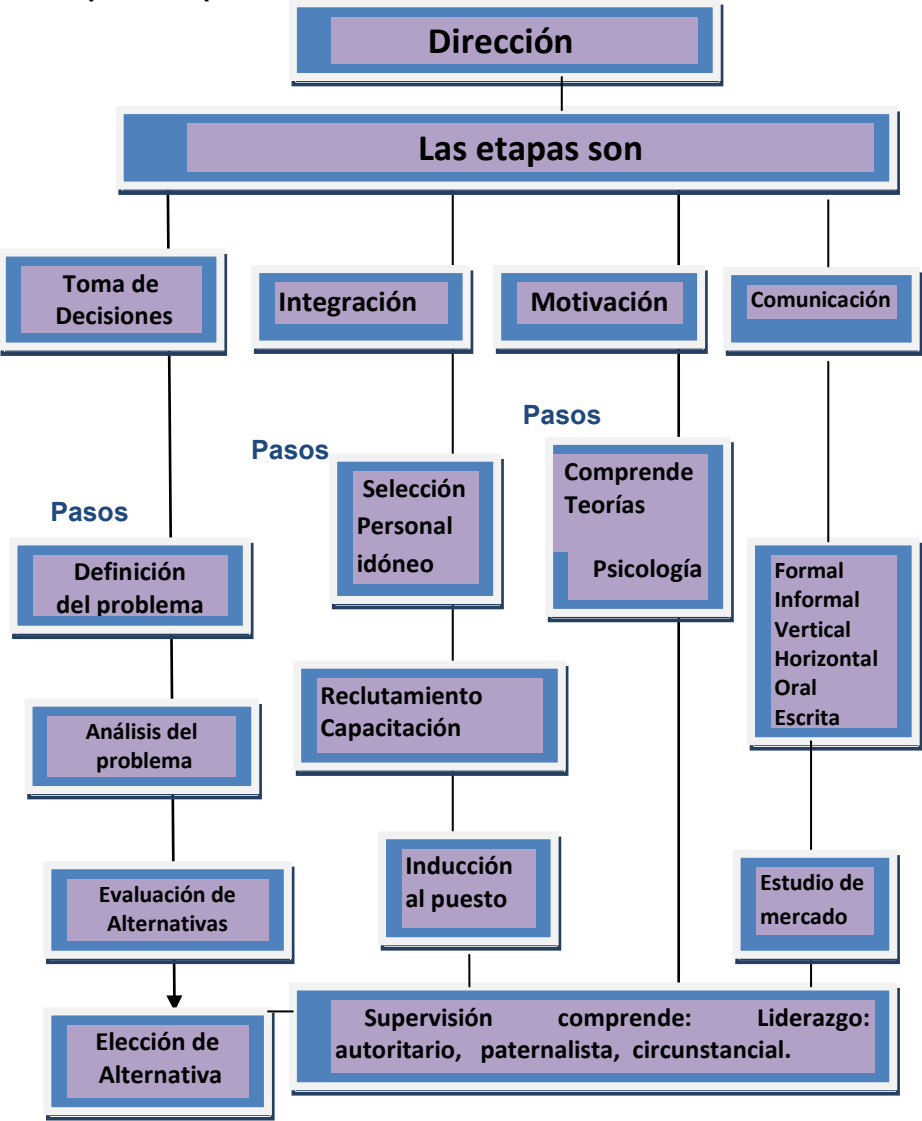 Dirección
Las etapas son
Toma de
Decisiones
Integración
Motivación
Comunicación
Pasos
Definición
del problema
Análisis del
problema
Evaluación de
Alternativas
Elección de
Alternativa
Pasos
Selección
Personal
idóneo
Reclutamiento
Capacitación
Inducción
al puesto
Pasos
Comprende
Teorías
Psicología
Formal
Informal
Vertical
Horizontal
Oral
Escrita
Estudio de
mercado
Supervisión comprende: Liderazgo:
autoritario, paternalista, circunstancial.